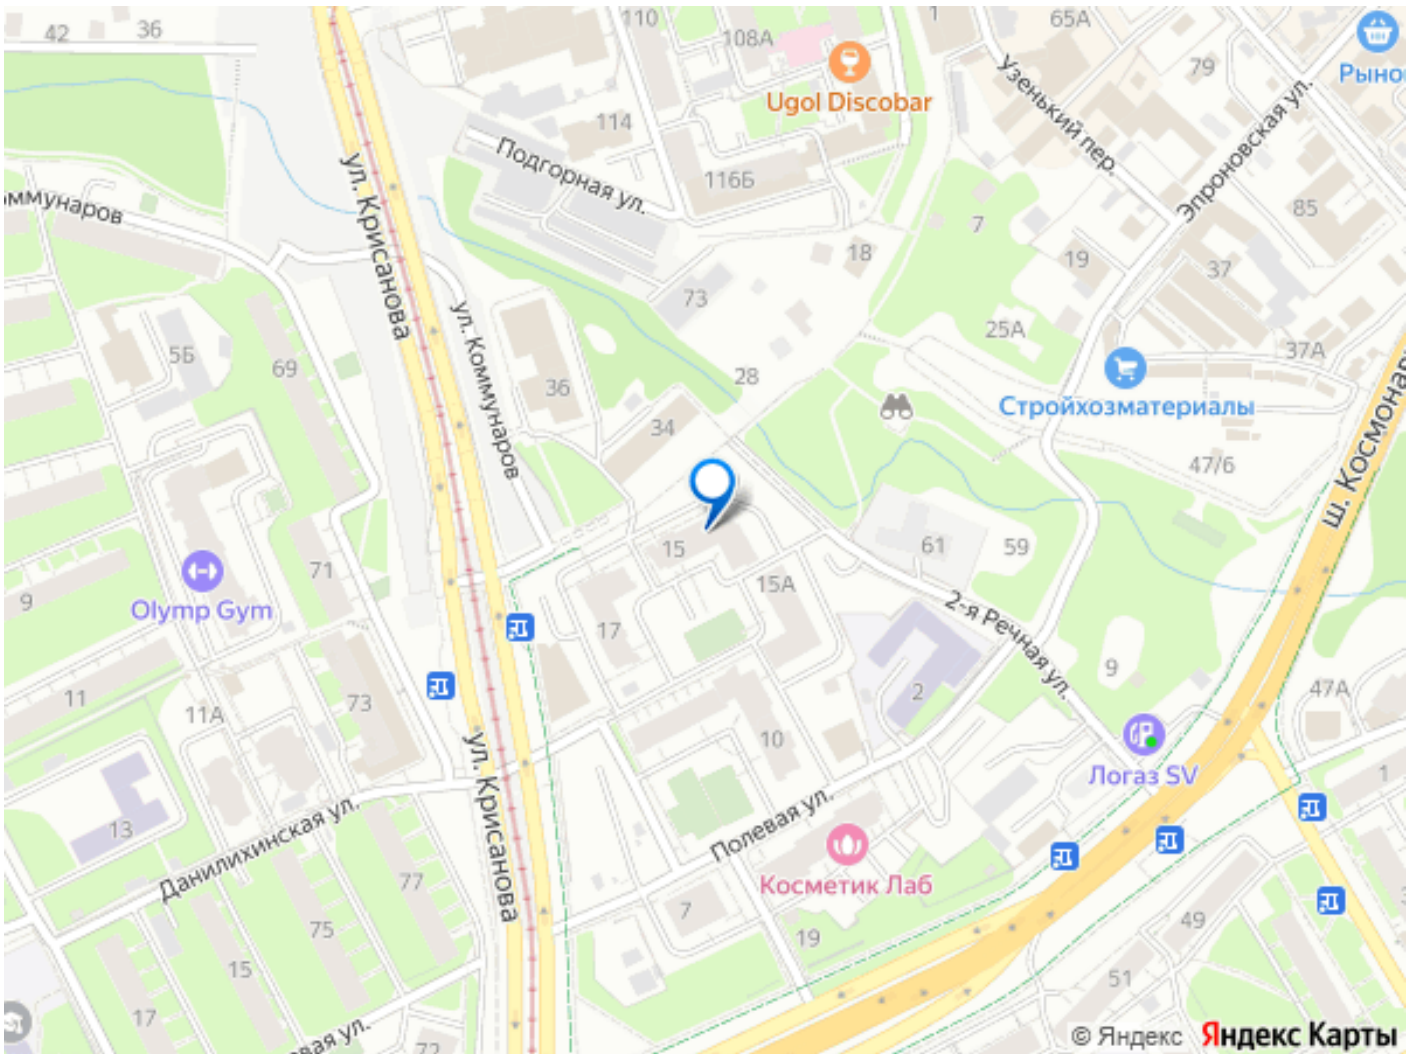 42
36
110
108А
1
65А
79
Рыно
Ugol Discobar
Узенький пер.
Эпроновская ул.
114
Подгорная ул.
116Б
ул. Крисанова
оммунаров
7
85
18
19
37
73
ул. Коммунаров
25А
37А
5Б
69
36
28
Стройхозматериалы
34
47/6
ш. Космонав
15
61
59
71
9
Olymp Gym
15А
2-я Речная ул.
17
11
11А
73
2
9
47А
10
ул. Крисанова
Логаз SV
1
13
Данилихинская ул.
Полевая ул.
77
Косметик Лаб
7
75
19
49
15
51
17
вая ул.
72
© Яндекс Яндекс Карты